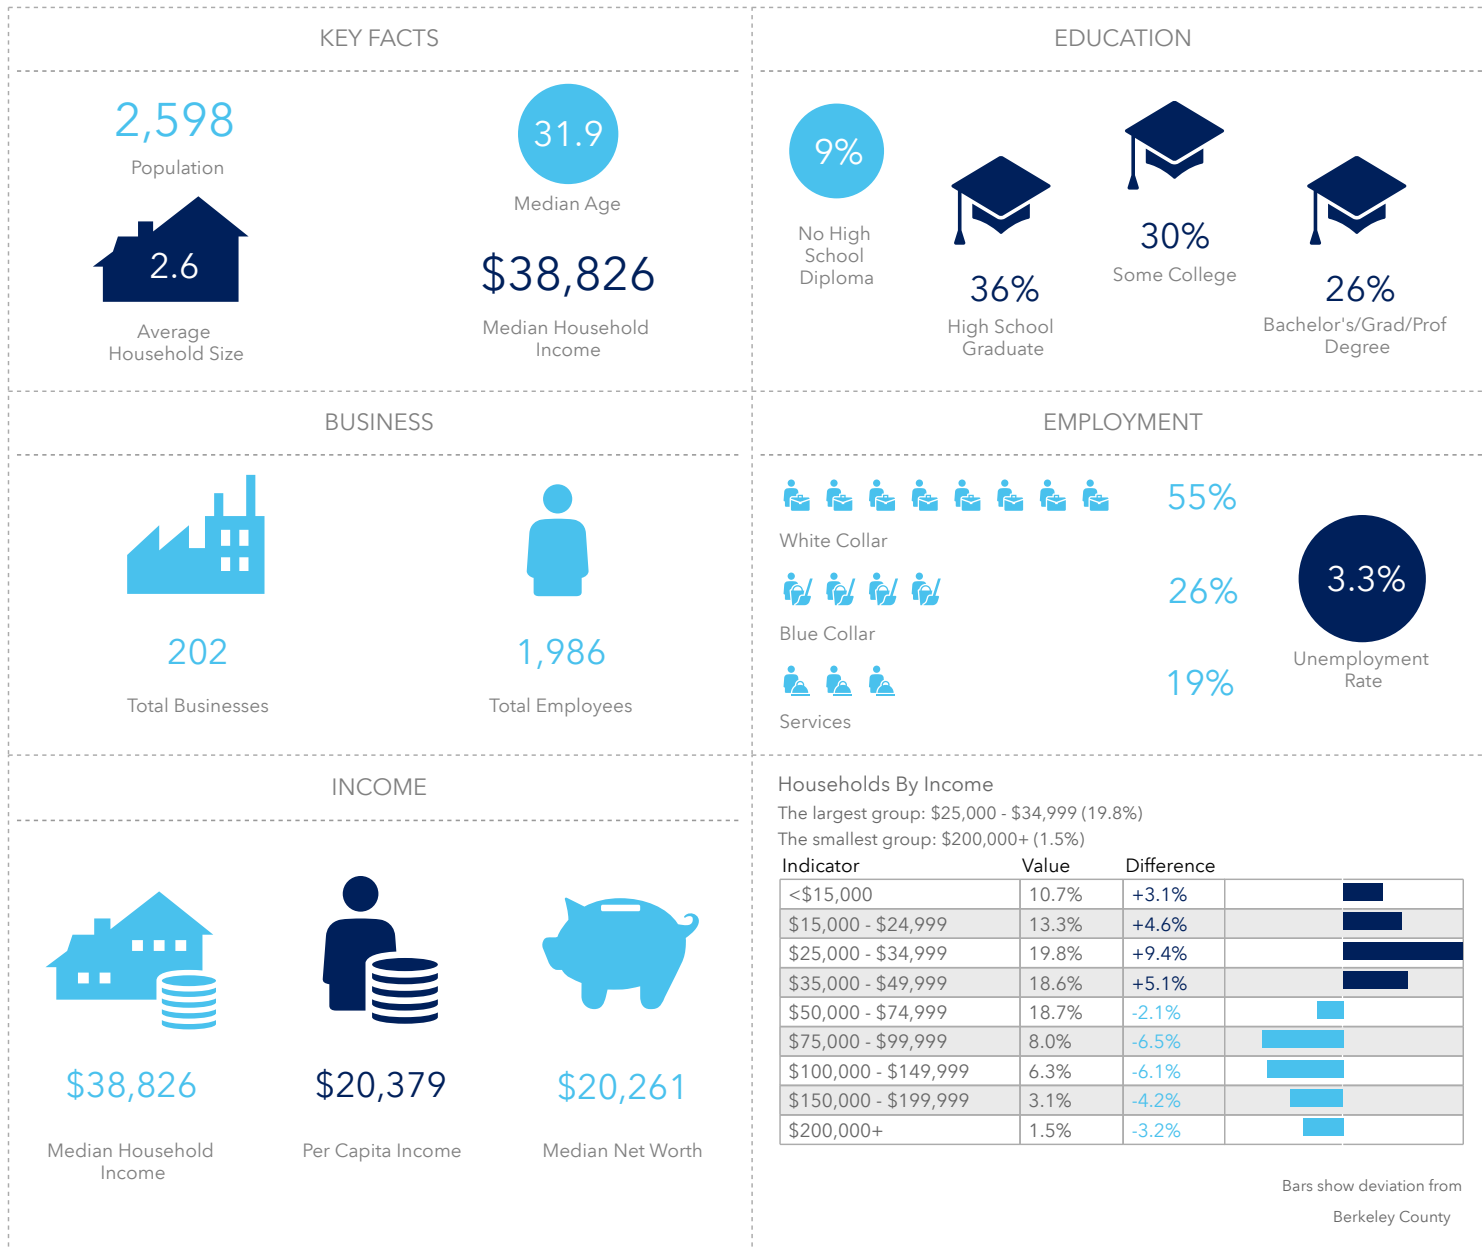 KEY FACTS
2,598
Population
31.9
Median Age
2.6
Average
Household Size
$38,826
Median Household
Income
EDUCATION
9%
No High
School
Diploma
36%
High School
Graduate
30%
Some College
26%
Bachelor's/Grad/Prof
Degree
BUSINESS
202
Total Businesses
1,986
Total Employees
EMPLOYMENT
55%
White Collar
26%
Blue Collar
19%
Services
3.3%
Unemployment
Rate
INCOME
$38,826
Median Household
Income
$20,379
Per Capita Income
$20,261
Median Net Worth
Households By Income
The largest group: $25,000 - $34,999 (19.8%)
The smallest group: $200,000+ (1.5%)
Indicator Value Difference
<$15,000 10.7% +3.1%
$15,000 - $24,999 13.3% +4.6%
$25,000 - $34,999 19.8% +9.4%
$35,000 - $49,999 18.6% +5.1%
$50,000 - $74,999 18.7% -2.1%
$75,000 - $99,999 8.0% -6.5%
$100,000 - $149,999 6.3% -6.1%
$150,000 - $199,999 3.1% -4.2%
$200,000+ 1.5% -3.2%
Bars show deviation from
Berkeley County